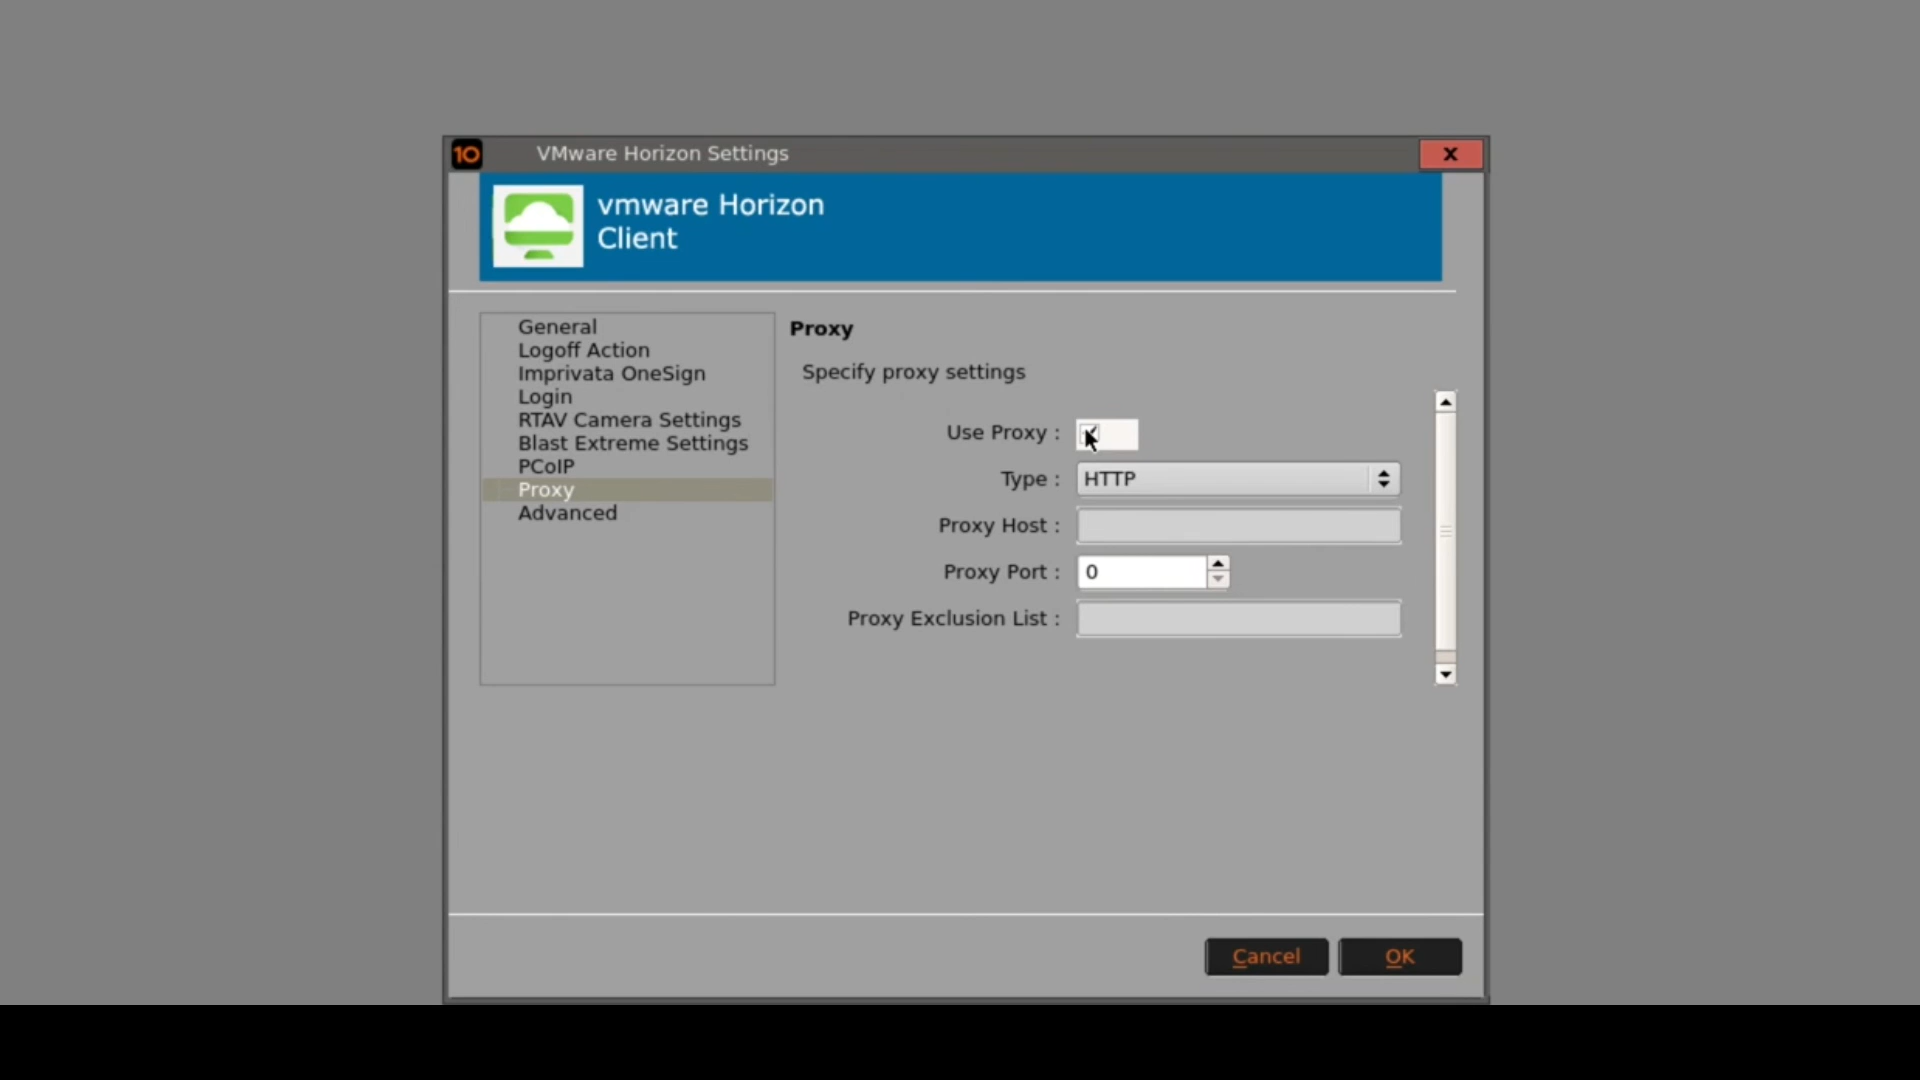 10 VMware Horizon Settings X
vmware Horizon
Client
General
Logoff Action
Imprivata OneSign
Login
RTAV Camera Settings
Blast Extreme Settings
PCoIP
Proxy
Advanced
Proxy
Specify proxy settings
Use Proxy :
Type : HTTP
Proxy Host :
Proxy Port : 0
Proxy Exclusion List :
Cancel OK